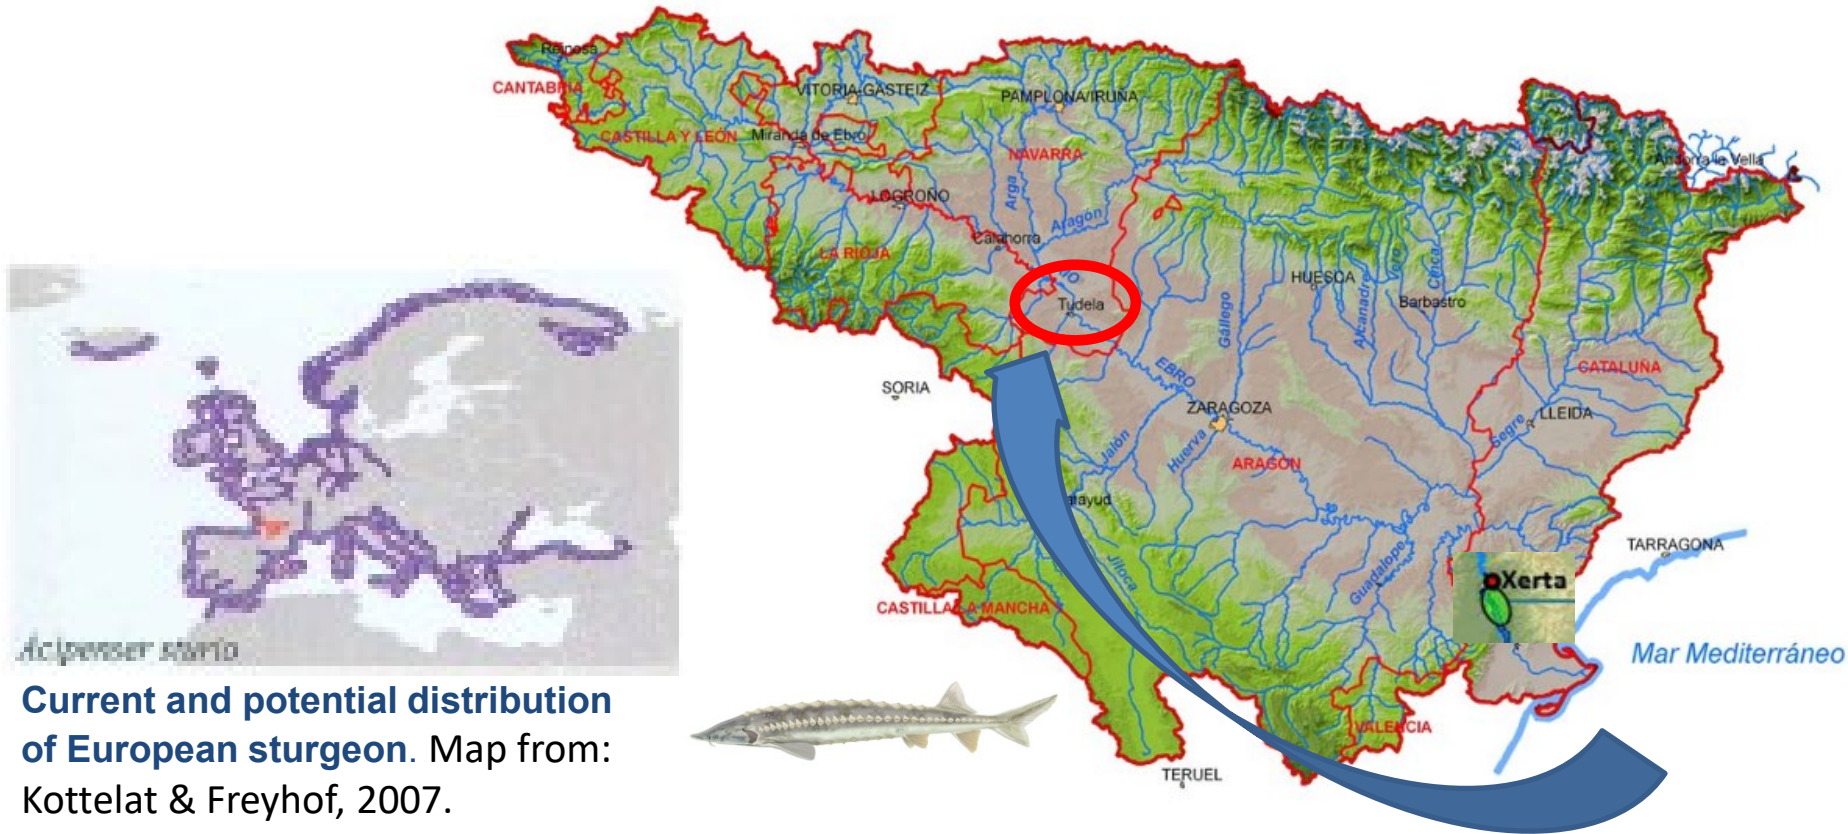 Reinosa
CANTABRIA
VITORIA-GASTEIZ
PAMPLONA/IRUÑA
CASTILLA Y LEÓN
Miranda de Ebro
NAVARRA
Andorra la Vella
LOGROÑO
Arga
Aragón
Calahorra
LA RIOJA
HUESCA
Vero
Cinca
Tudela
Alcanadre
Barbastro
Gállego
EBRO
CATALUÑA
SORIA
ZARAGOZA
LLEIDA
Segre
Jalón
Huerva
ARAGÓN
atayud
TARRAGONA
Jiloca
Guadalope
Xerta
CASTILLA LA MANCHA
Mar Mediterráneo
VALENCIA
TERUEL
Acipenser sturio
Current and potential distribution
of European sturgeon. Map from:
Kottelat & Freyhof, 2007.